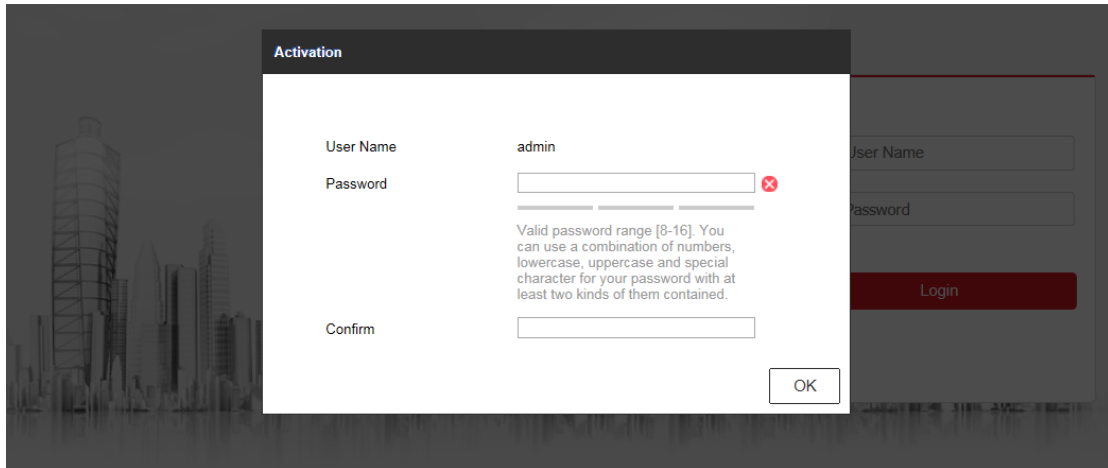 Activation
User Name admin
Password
Valid password range [8-16]. You
can use a combination of numbers,
lowercase, uppercase and special
character for your password with at
least two kinds of them contained.
Confirm
OK
User Name
Password
Login